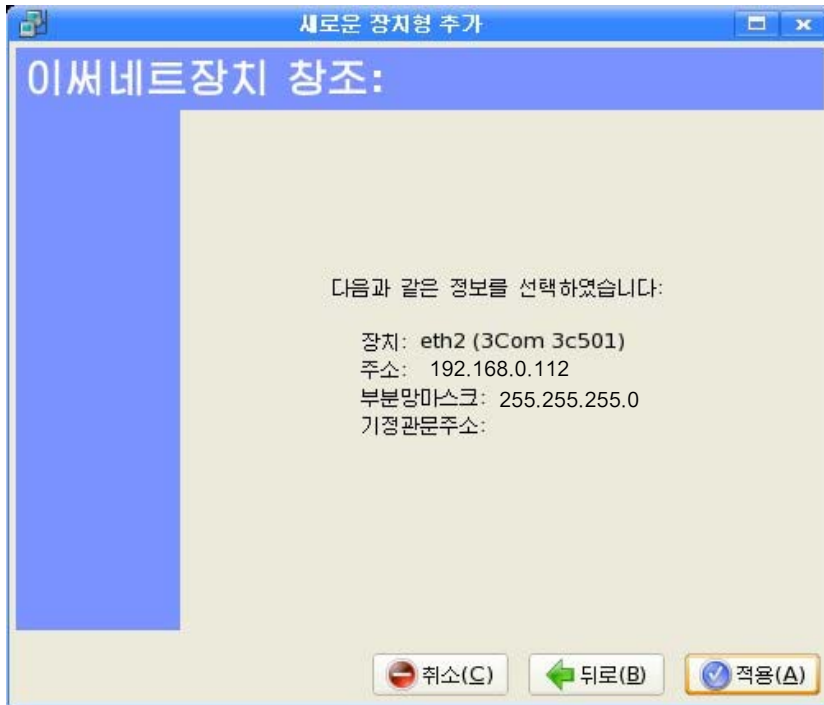 새로운 장치형 추가
이써네트장치 창조:
다음과 같은 정보를 선택하였습니다:
장치: eth2 (3Com 3c501)
주소: 192.168.0.112
부분망마스크: 255.255.255.0
기정관문주소:
취소(C) 뒤로(B) 적용(A)